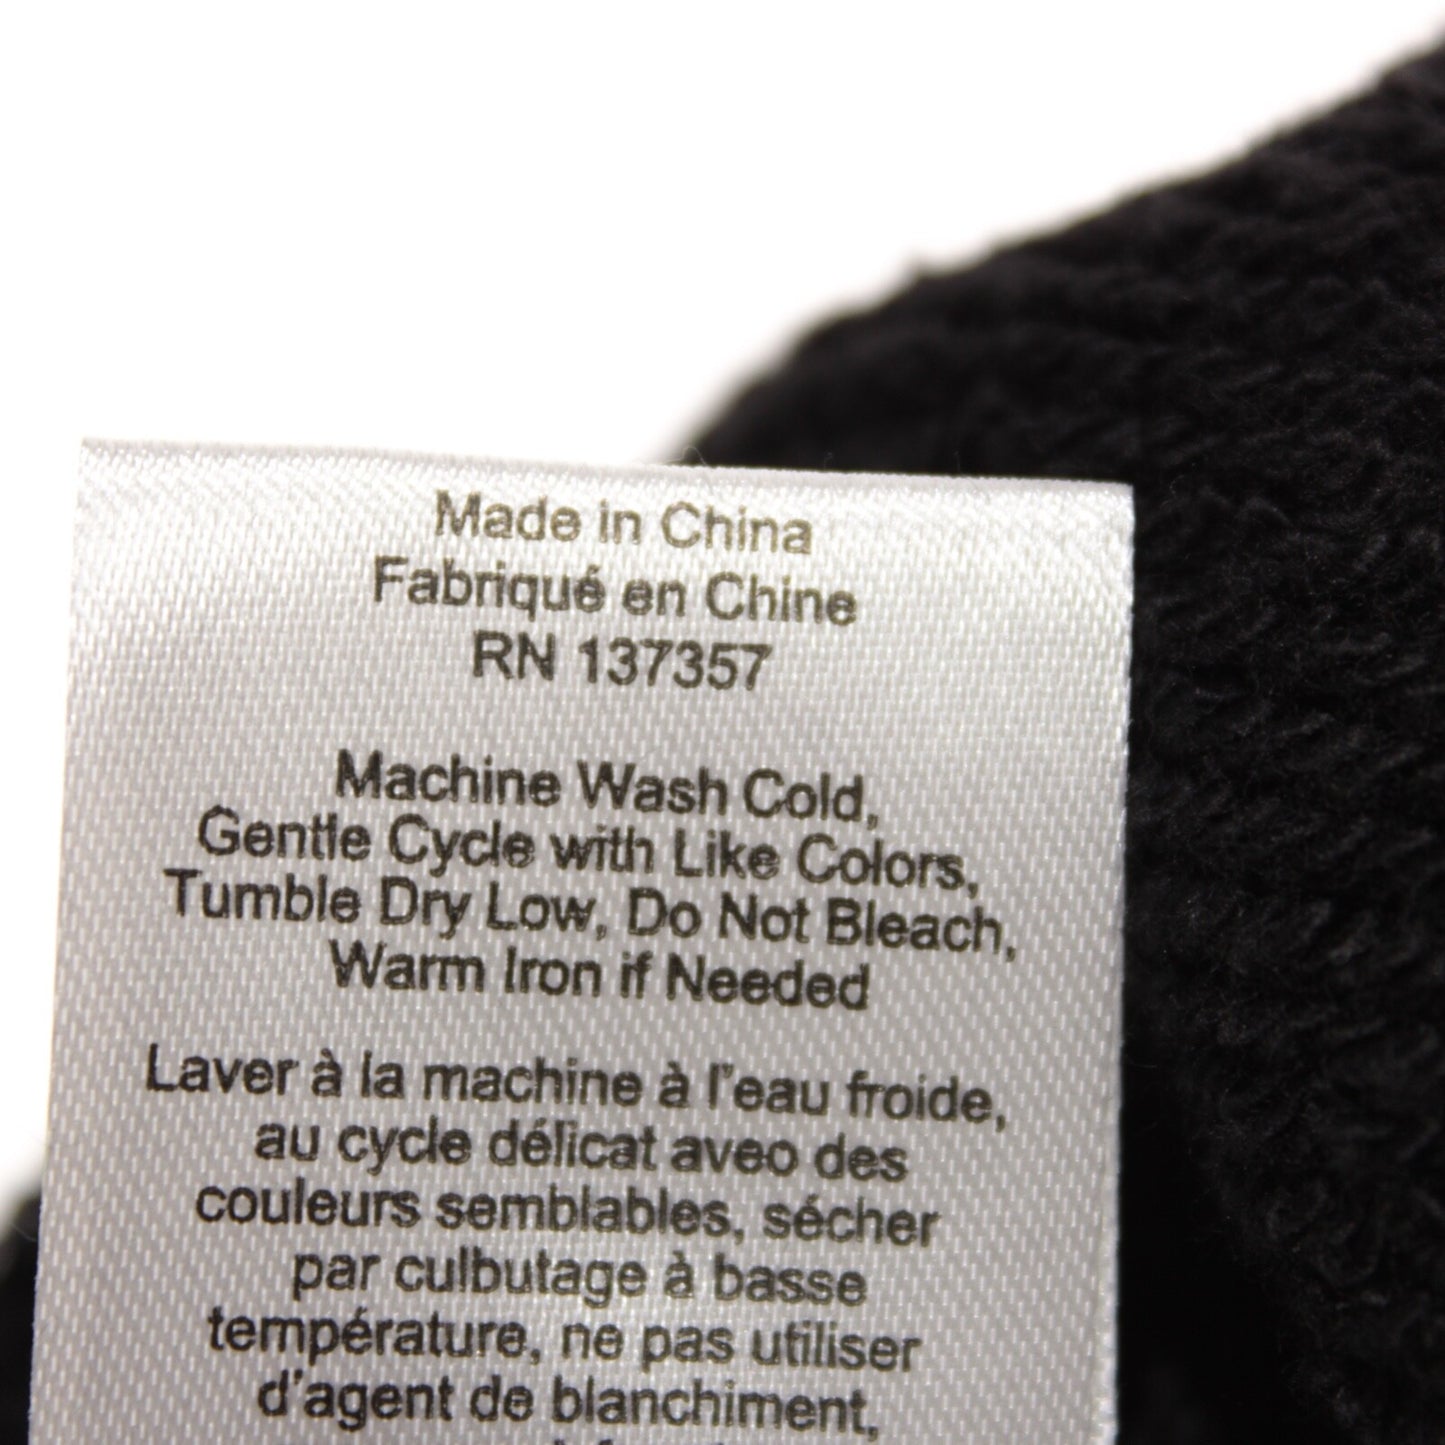 Made in China
Fabriqué en Chine
RN 137357
Machine Wash Cold,
Gentle Cycle with Like Colors,
Tumble Dry Low, Do Not Bleach,
Warm Iron if Needed
Laver à la machine à l'eau froide,
au cycle délicat aveo des
couleurs semblables, sécher
par culbutage à basse
température, ne pas utiliser
d'agent de blanchiment,